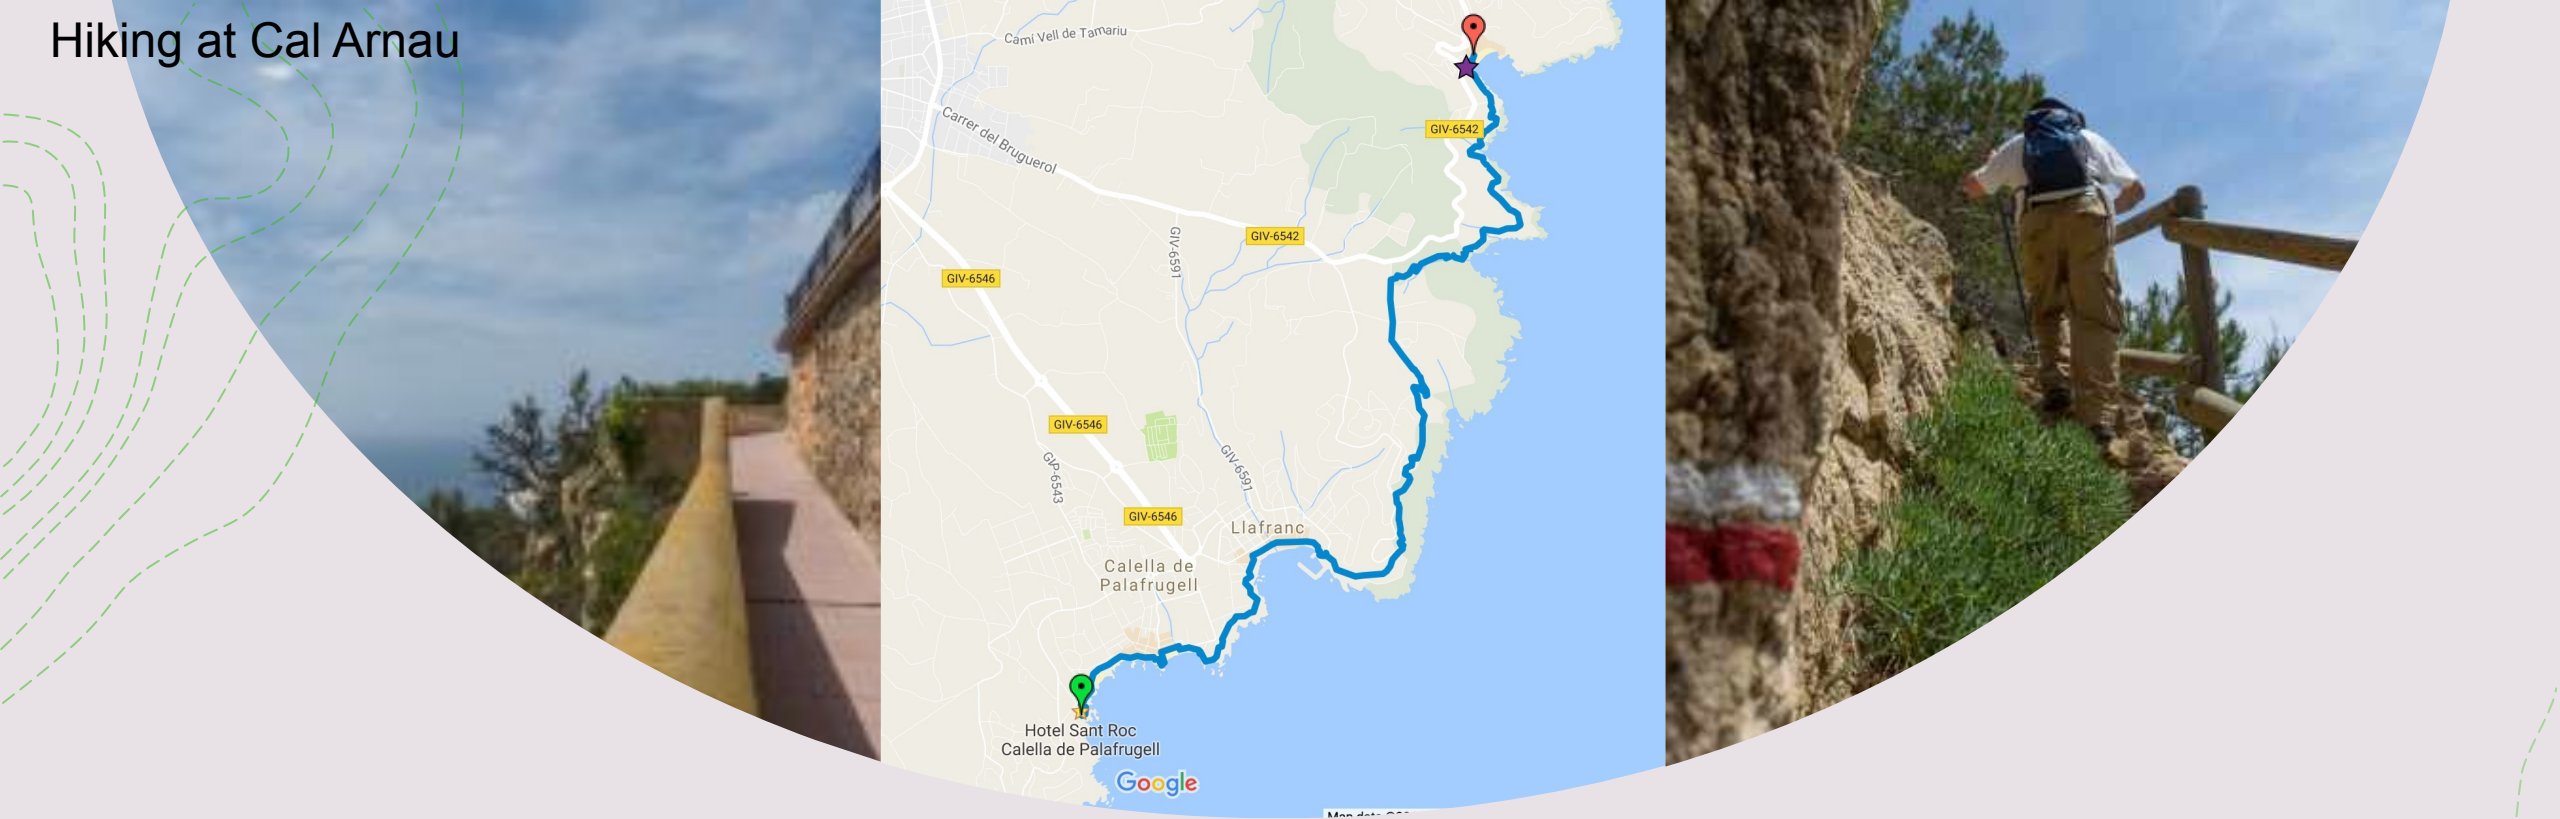 Hiking at Cal Arnau
Camí Vell de Tamariu
Carrer del Bruguerol
GIV-6542
GIV-6542
GIV-6591
GIV-6546
GIV-6546
GIP-6543
GIV-6591
GIV-6546
Llafranc
Calella de
Palafrugell
Hotel Sant Roc
Calella de Palafrugell
Google
Map data